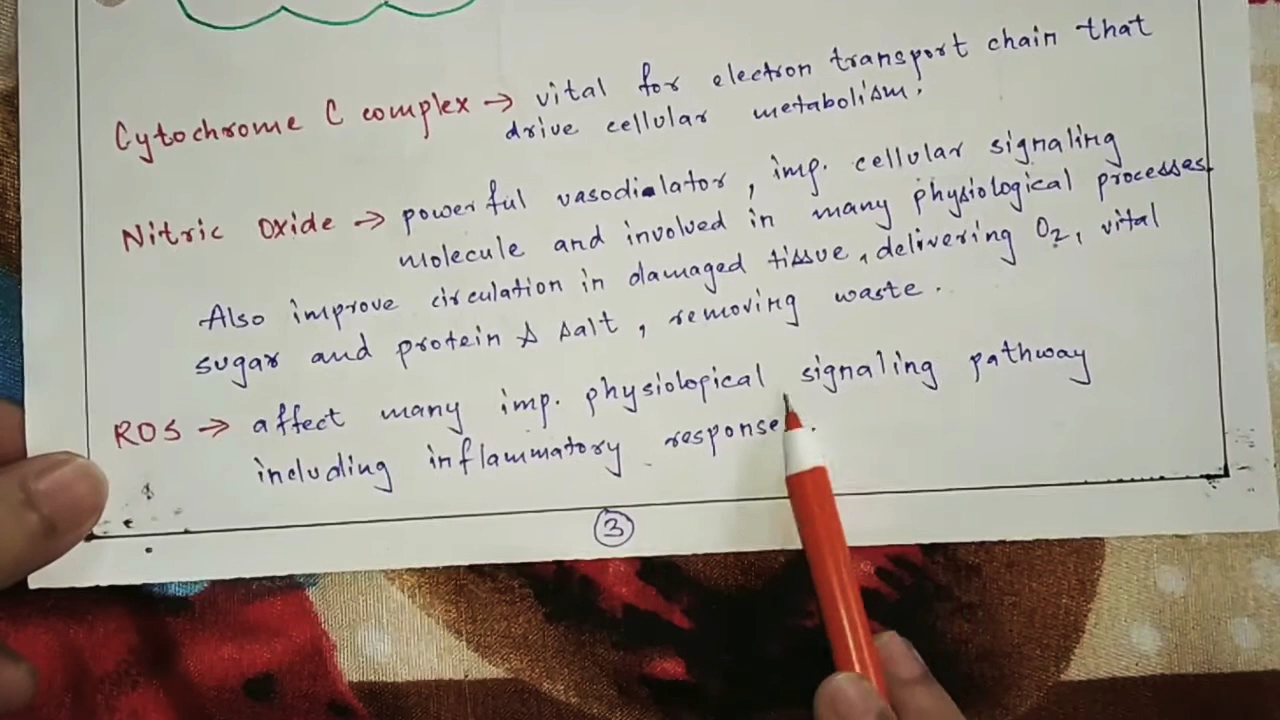 Cytochrome C complex → vital for electron transport chain that
drive cellular metabolism.
Nitric oxide → powerful vasodialator, imp. cellular signaling
molecule and involved in many physiological processes.
Also improve circulation in damaged tissue, delivering O2, vital
sugar and protein & salt, removing waste.
ROS → affect many imp. physiological signaling pathway
including inflammatory response.
3